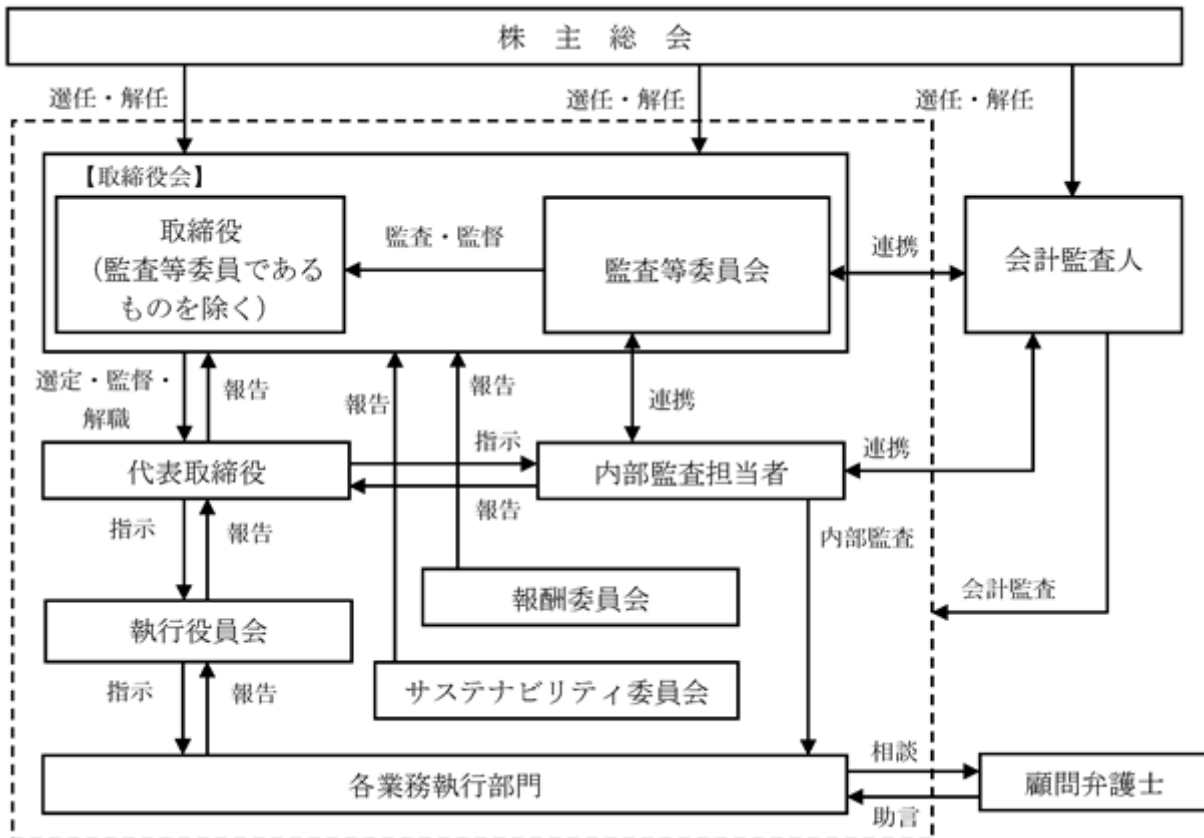 株 主 総 会
選任・解任
選任・解任
選任・解任
【取締役会】
取締役
（監査等委員である
ものを除く）
監査・監督
監査等委員会
連携
会計監査人
選定・監督・
解職
報告
報告
報告
連携
代表取締役
指示
報告
内部監査担当者
連携
指示
報告
内部監査
報酬委員会
会計監査
執行役員会
サステナビリティ委員会
指示
報告
各業務執行部門
相談
助言
顧問弁護士